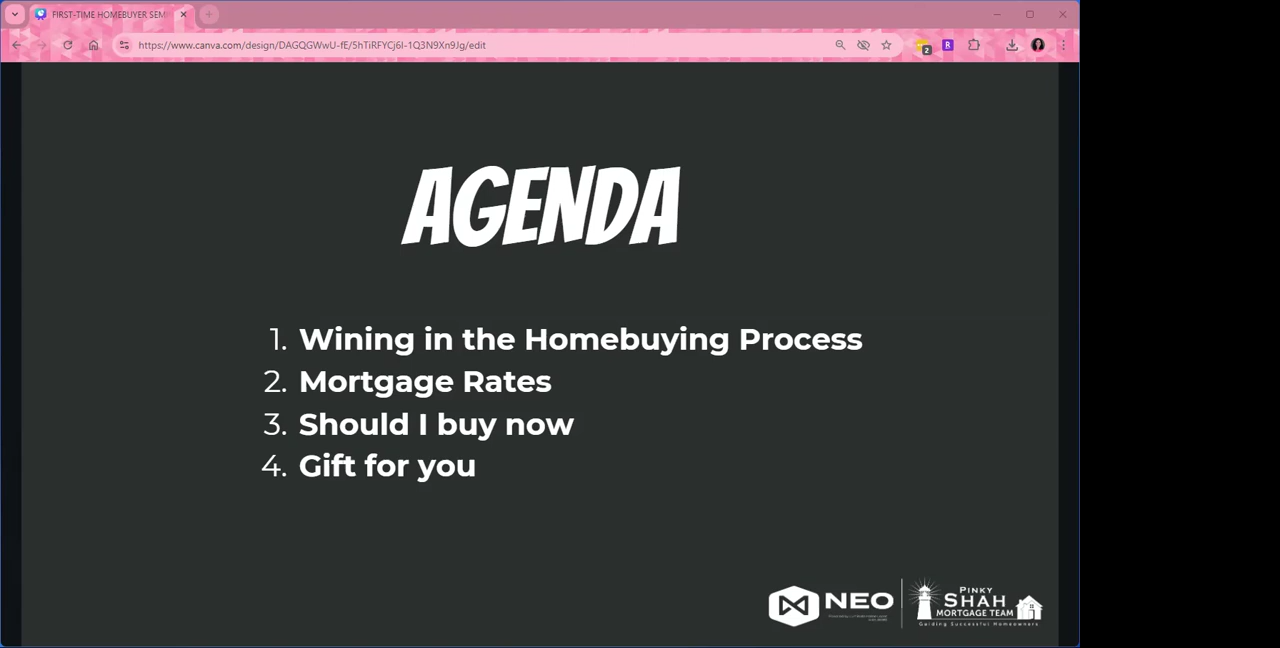 FIRST-TIME HOMEBUYER SEM
https://www.canva.com/design/DAGQGWwU-fE/5hTiRFYCj6I-1Q3N9Xn9Jg/edit
2
R
AGENDA
1. Wining in the Homebuying Process
2. Mortgage Rates
3. Should I buy now
4. Gift for you
NEO
PINKY
SHAH
MORTGAGE TEAM
Guiding Successful Homeowners